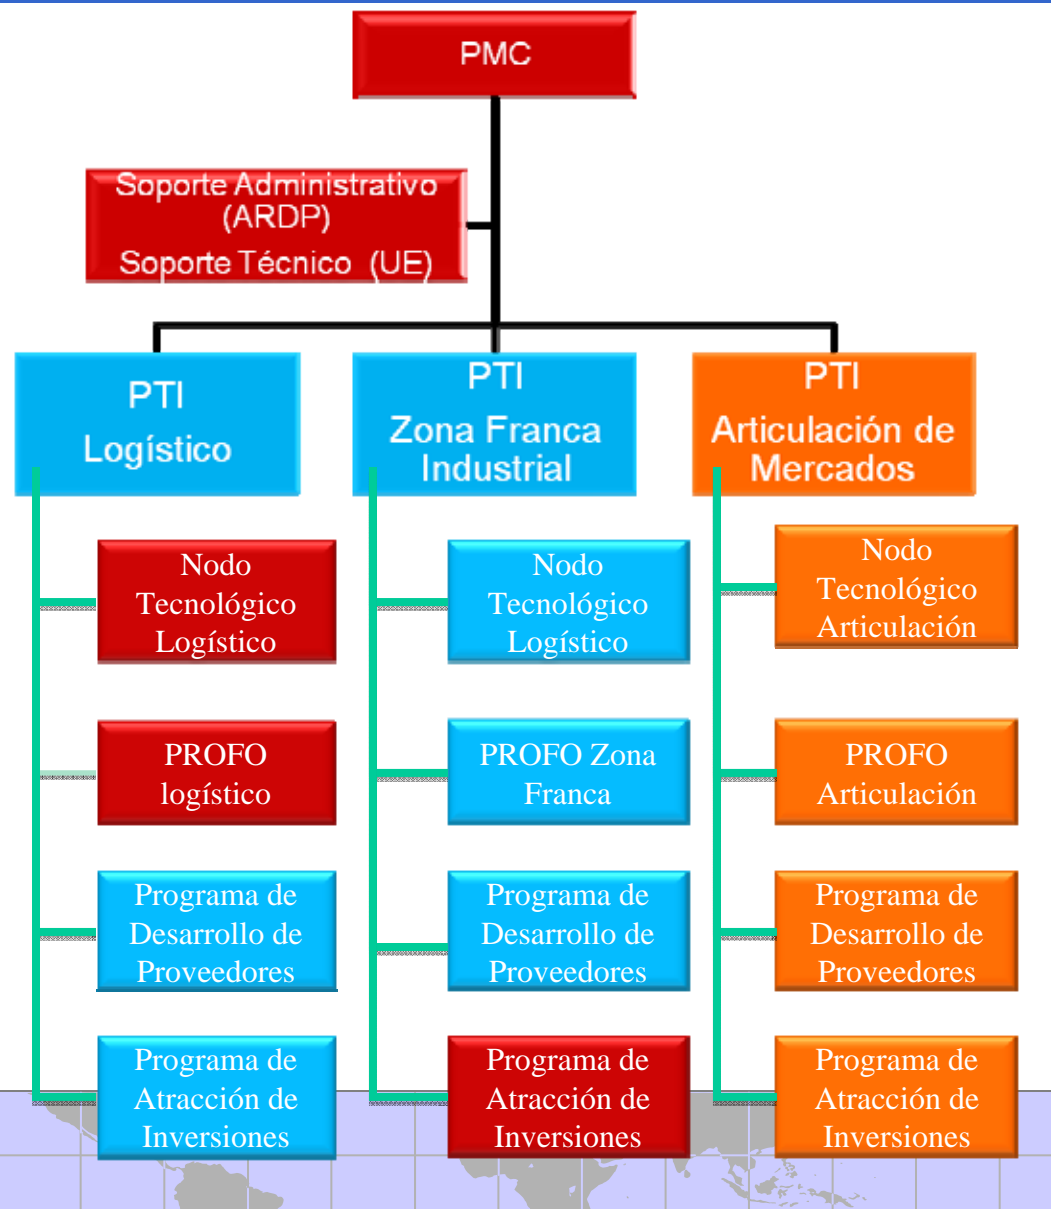 PMC
Soporte Administrativo
(ARDP)
Soporte Técnico (UE)
PTI
Logístico
PTI
Zona Franca
Industrial
PTI
Articulación de
Mercados
Nodo
Tecnológico
Logístico
PROFO
logístico
Programa de
Desarrollo de
Proveedores
Programa de
Atracción de
Inversiones
Nodo
Tecnológico
Logístico
PROFO Zona
Franca
Programa de
Desarrollo de
Proveedores
Programa de
Atracción de
Inversiones
Nodo
Tecnológico
Articulación
PROFO
Articulación
Programa de
Desarrollo de
Proveedores
Programa de
Atracción de
Inversiones